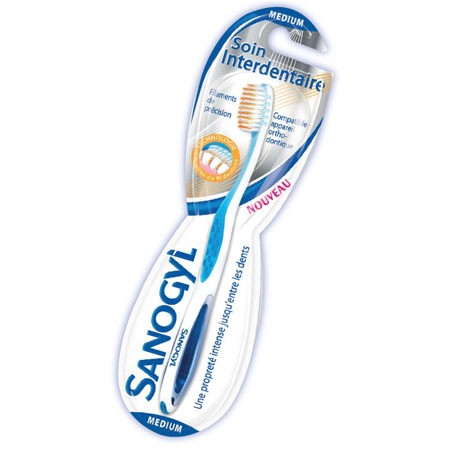 MEDIUM
Soin
Interdentaire
Filaments
de
précision
Compatible
appareil
ortho-
dontique
TECHNOLOGIE
NOUVEAU
SANOGYL
Une propreté intense jusqu'entre les dents
SANOGYL
MEDIUM